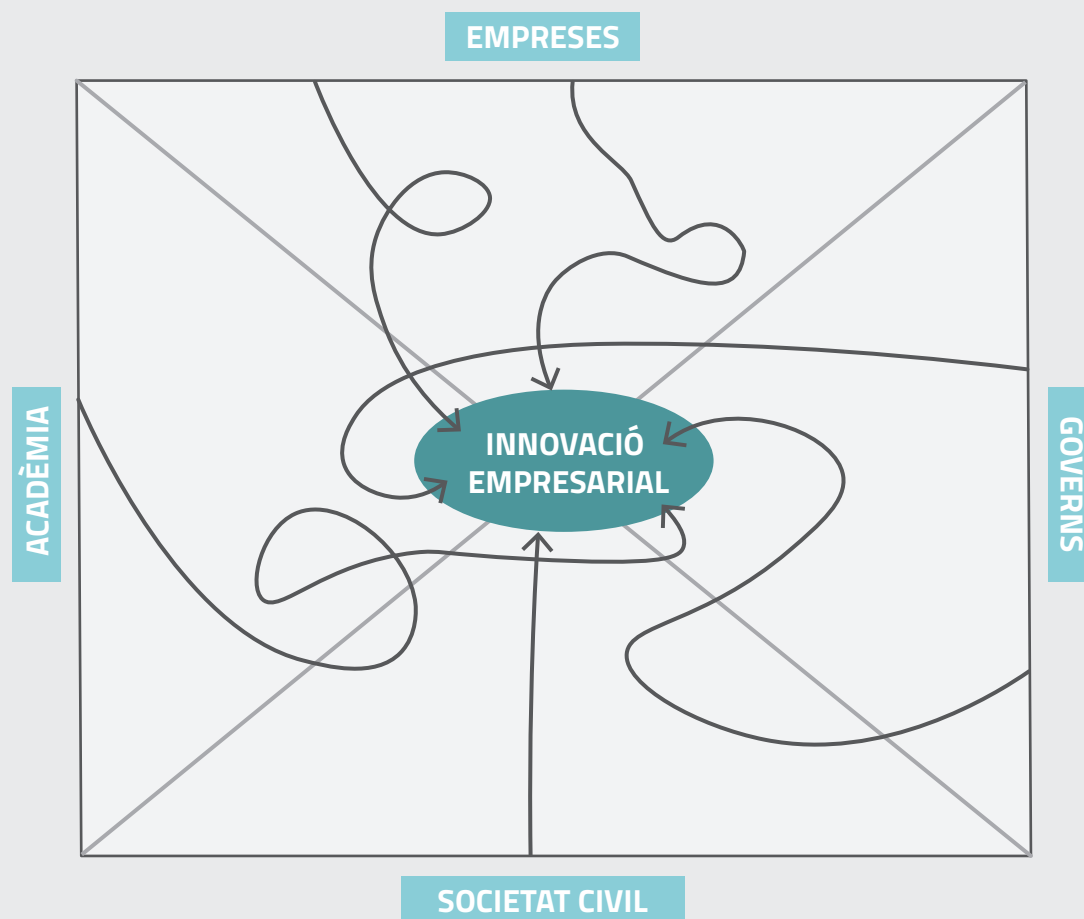 EMPRESES
ACADÈMIA
INNOVACIÓ
EMPRESARIAL
GOVERNS
SOCIETAT CIVIL